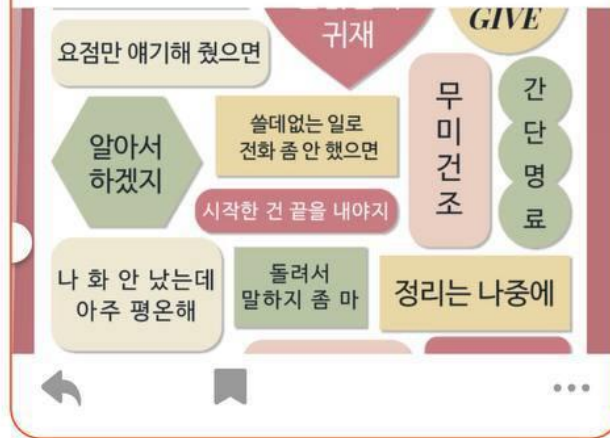 귀재
GIVE
요점만 얘기해 줬으면
무미건조
간단명료
알아서
하겠지
쓸데없는 일로
전화 좀 안 했으면
시작한 건 끝을 내야지
나 화 안 났는데
아주 평온해
돌려서
말하지 좀 마
정리는 나중에